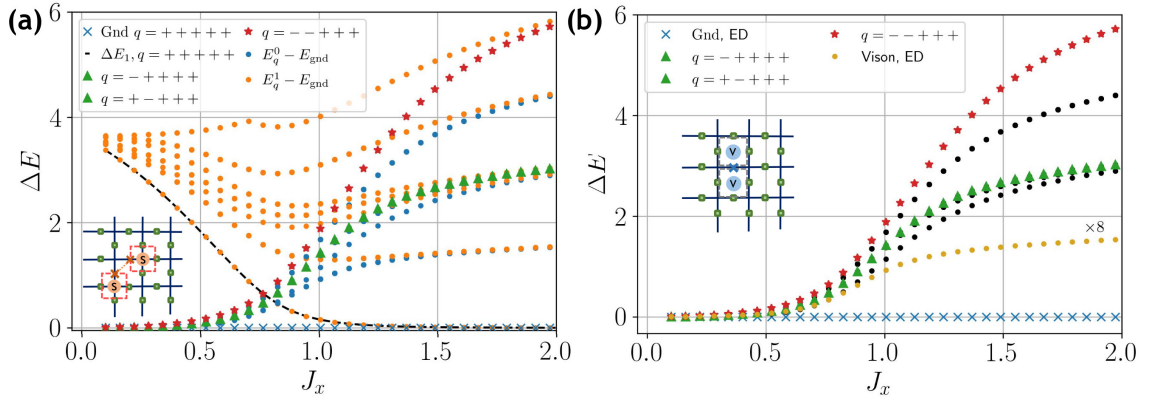 (a)
6
4
2
0
ΔE
0.0
0.5
1.0
1.5
2.0
J_x
Gnd q = + + + + +
ΔE_1, q = + + + + +
q = − + + + +
q = + − + + +
q = − − + + +
E_q^0 − E_gnd
E_q^1 − E_gnd
S
S
(b)
6
4
2
0
ΔE'
0.0
0.5
1.0
1.5
2.0
J_x
Gnd, ED
q = − + + + +
q = + − + + +
q = − − + + +
Vison, ED
V
V
×8